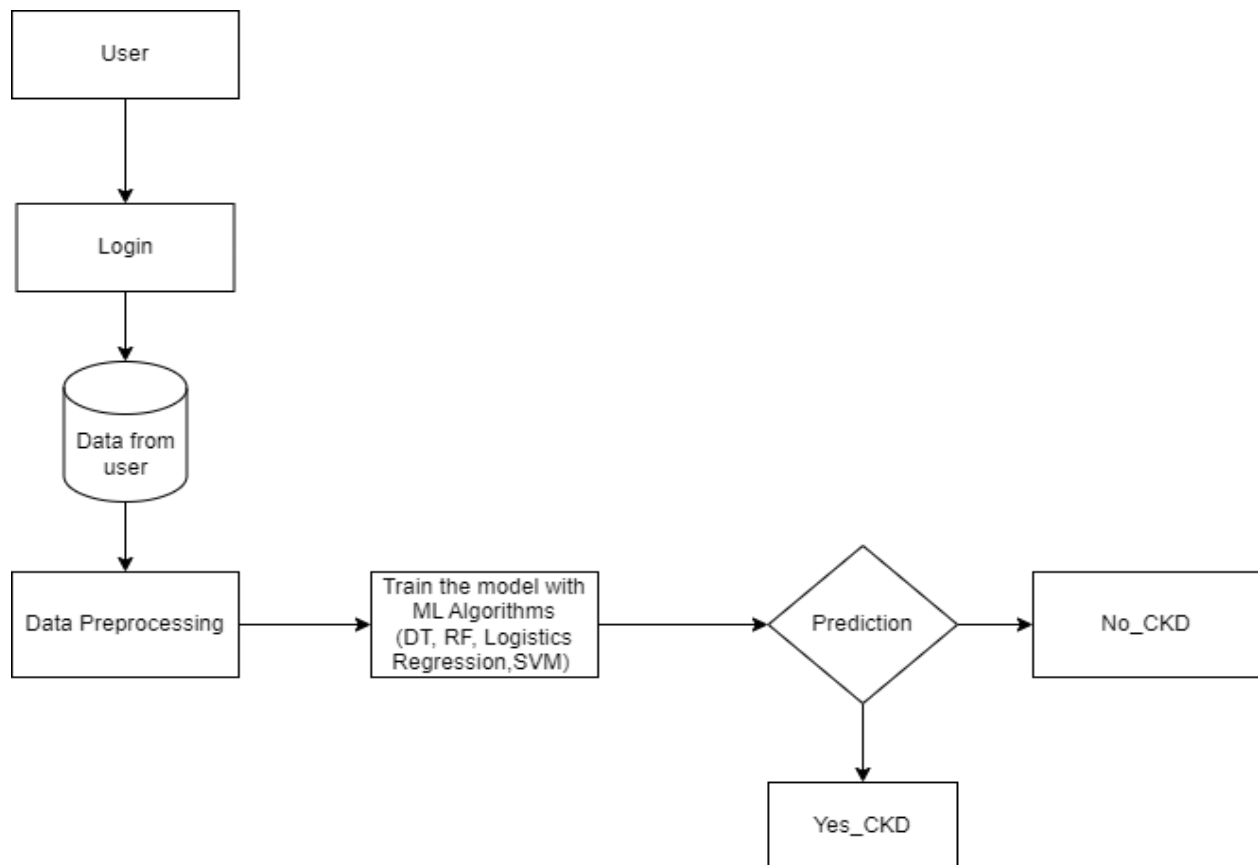 User
Login
Data from
user
Data Preprocessing
Train the model with
ML Algorithms
(DT, RF, Logistics
Regression,SVM)
Prediction
No_CKD
Yes_CKD